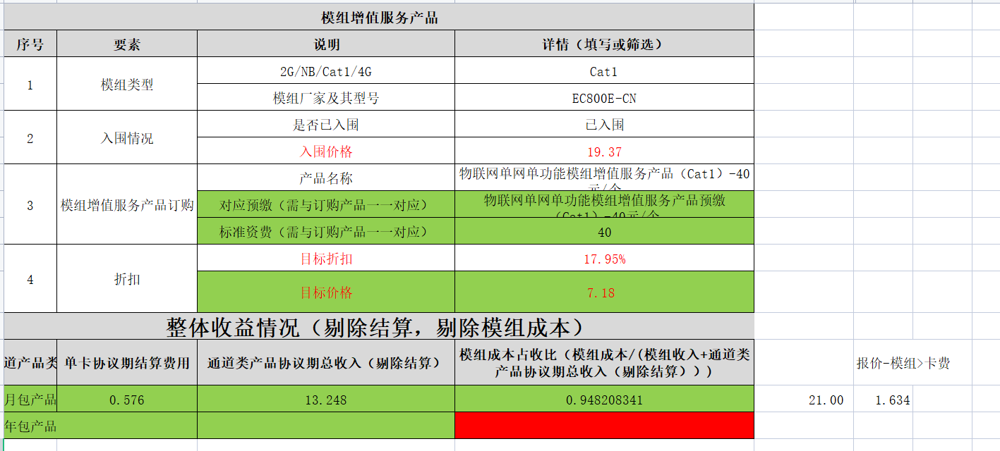 模组增值服务产品
序号 要素 说明 详情（填写或筛选）
1 模组类型 2G/NB/Cat1/4G Cat1
模组厂家及其型号 EC800E-CN
2 入围情况 是否已入围 已入围
入围价格 19.37
3 模组增值服务产品订购 产品名称 物联网单网单功能模组增值服务产品（Cat1）-40
元/个
对应预缴（需与订购产品一一对应） 物联网单网单功能模组增值服务产品预缴
（Cat1）-40元/个
标准资费（需与订购产品一一对应） 40
4 折扣 目标折扣 17.95%
目标价格 7.18
整体收益情况（剔除结算，剔除模组成本）
道产品类 单卡协议期结算费用 通道类产品协议期总收入（剔除结算） 模组成本占收比（模组成本/(模组收入+通道类
产品协议期总收入（剔除结算）)） 报价-模组>卡费
月包产品 0.576 13.248 0.948208341 21.00 1.634
年包产品